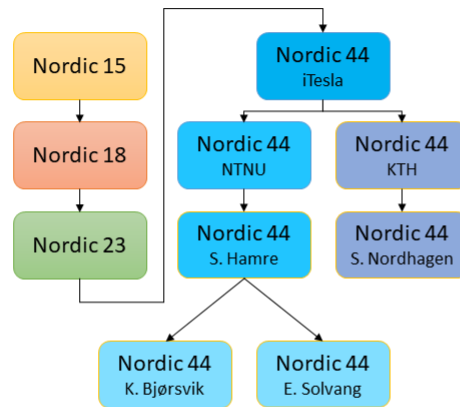 Nordic 15
Nordic 18
Nordic 23
Nordic 44
iTesla
Nordic 44
NTNU
Nordic 44
KTH
Nordic 44
S. Hamre
Nordic 44
S. Nordhagen
Nordic 44
K. Bjørsvik
Nordic 44
E. Solvang